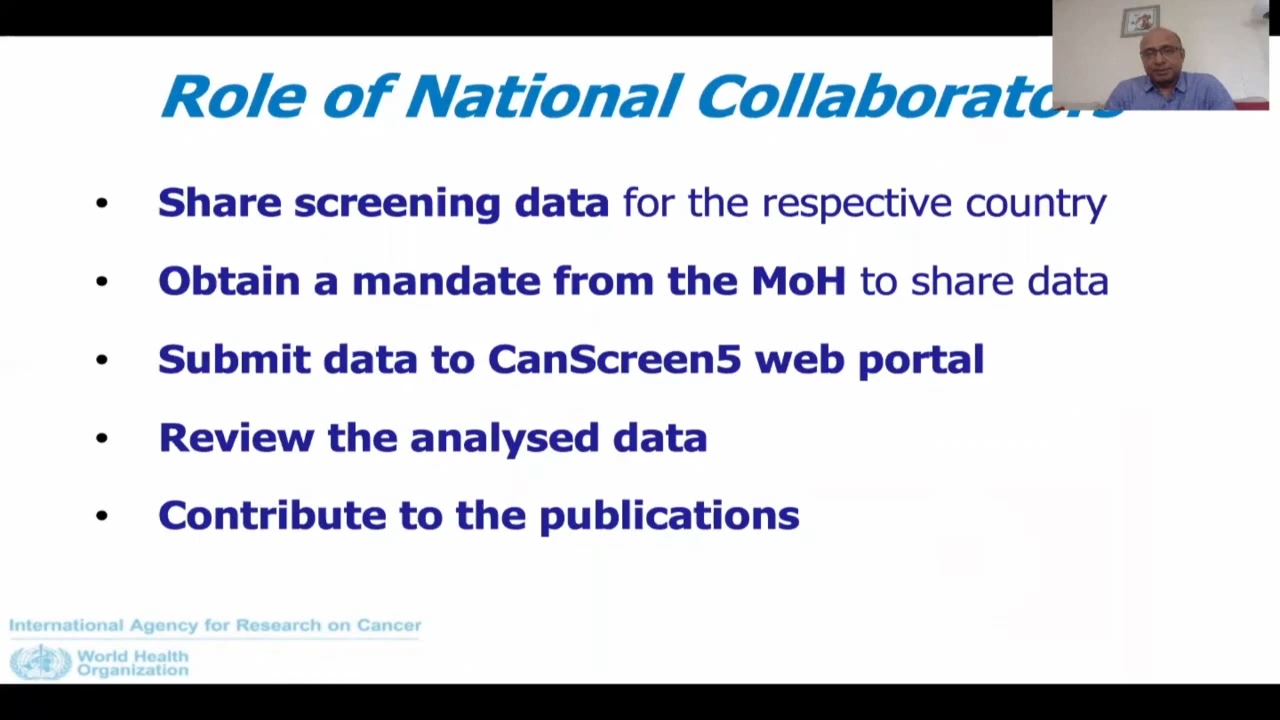 Role of National Collaborators
• Share screening data for the respective country
• Obtain a mandate from the MoH to share data
• Submit data to CanScreen5 web portal
• Review the analysed data
• Contribute to the publications
International Agency for Research on Cancer
World Health
Organization